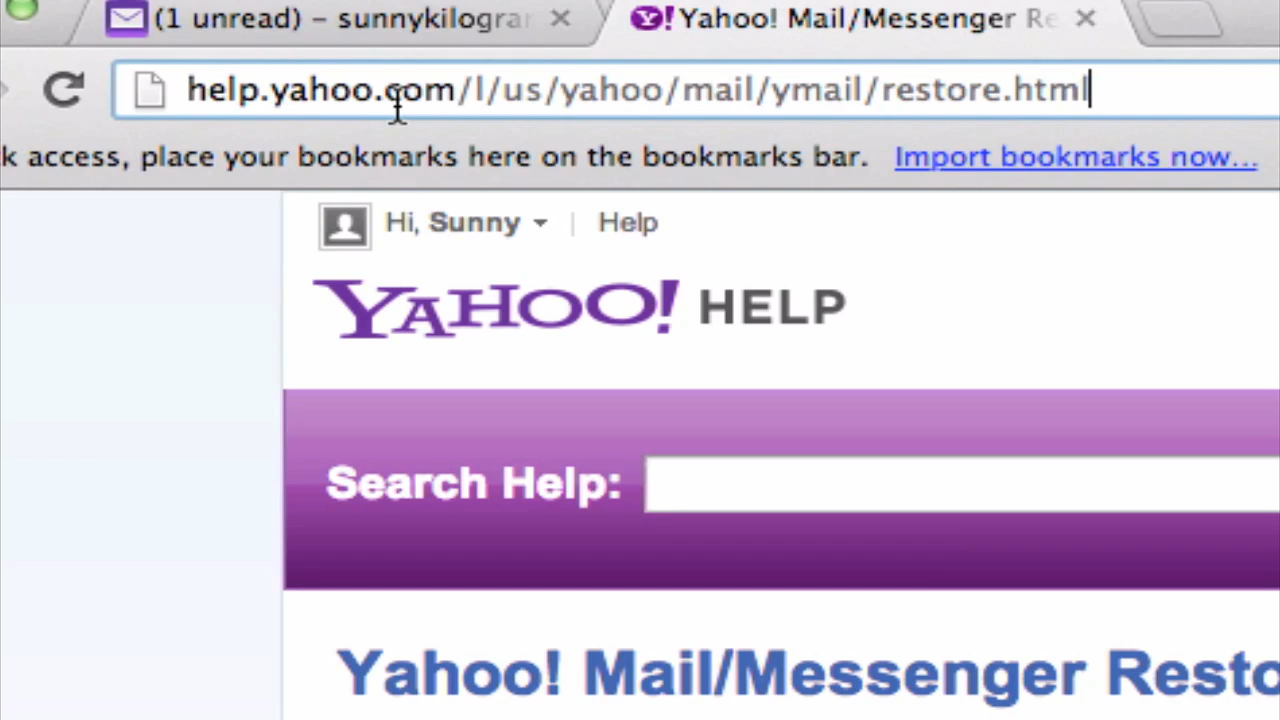 (1 unread) – sunnykilogra
Yahoo! Mail/Messenger Re
help.yahoo.com/l/us/yahoo/mail/ymail/restore.html
k access, place your bookmarks here on the bookmarks bar. Import bookmarks now...
Hi, Sunny | Help
YAHOO! HELP
Search Help:
Yahoo! Mail/Messenger Resto